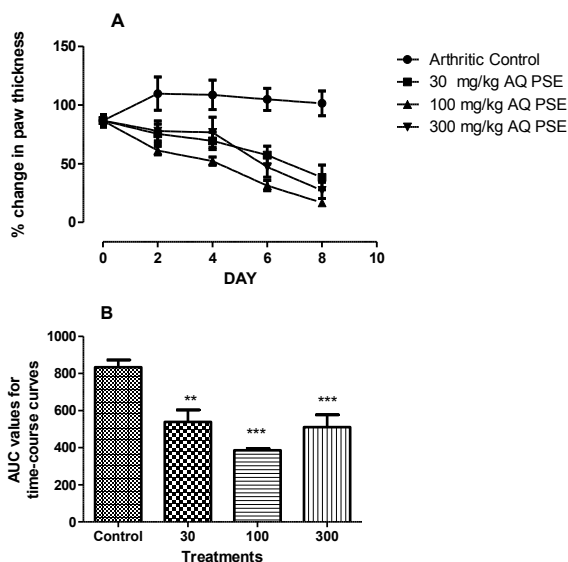 A
% change in paw thickness
150
100
50
0
0 2 4 6 8 10
DAY
Arthritic Control
30 mg/kg AQ PSE
100 mg/kg AQ PSE
300 mg/kg AQ PSE
B
AUC values for
time-course curves
1000
800
600
400
200
0
**
***
***
Control 30 100 300
Treatments